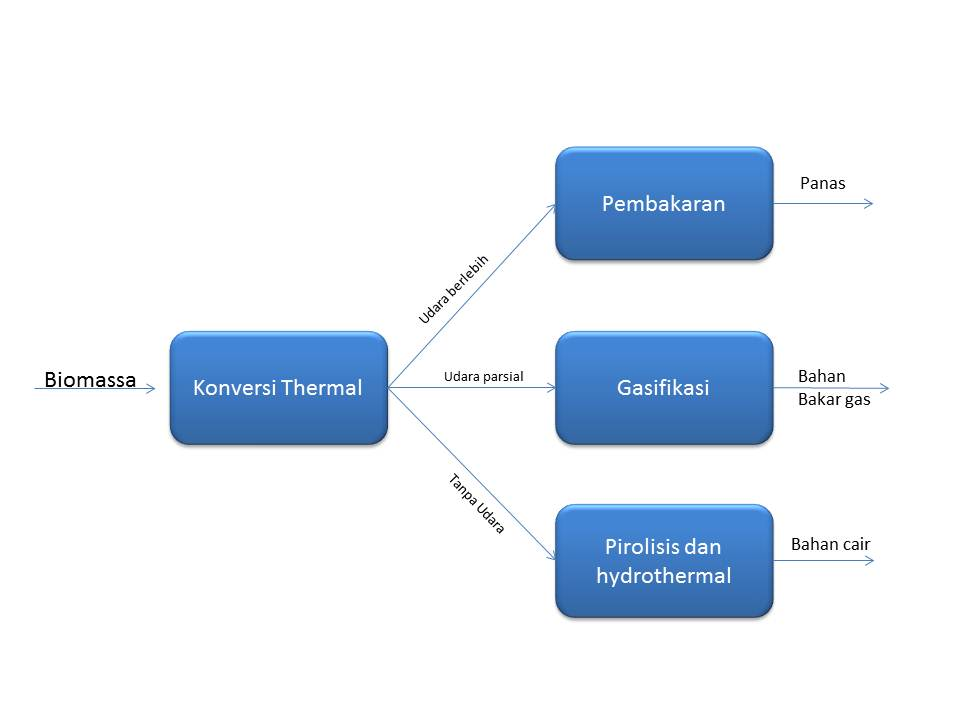 Biomassa
Konversi Thermal
Udara berlebih
Pembakaran
Panas
Udara parsial
Gasifikasi
Bahan
Bakar gas
Tanpa Udara
Pirolisis dan
hydrothermal
Bahan cair